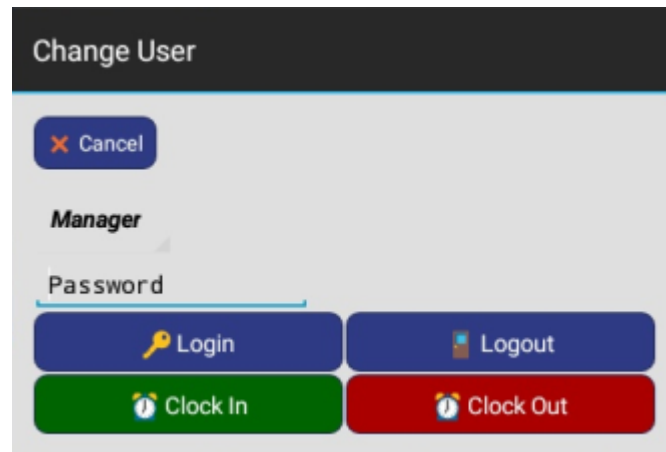 Change User
Cancel
Manager
Password
Login Logout
Clock In Clock Out